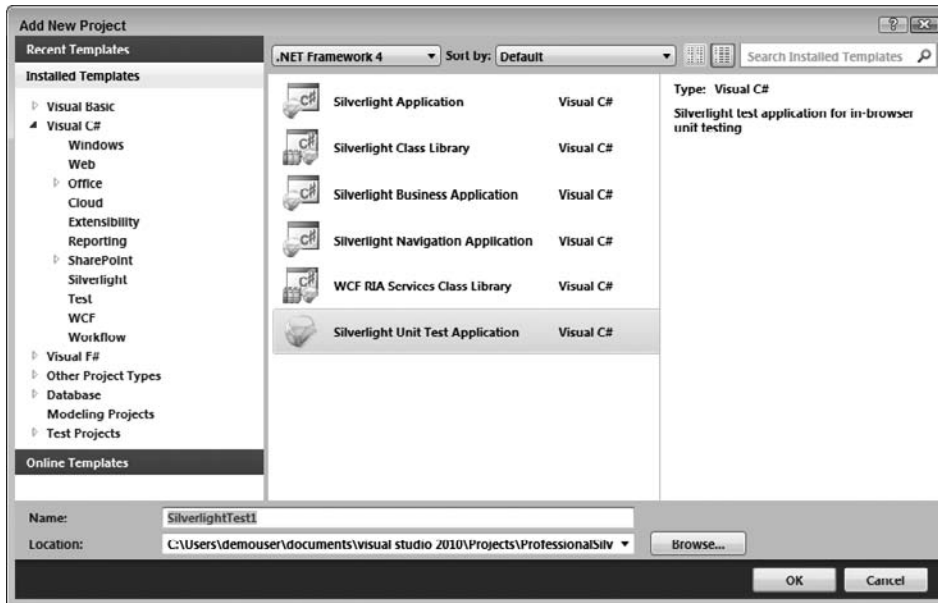 Add New Project
Recent Templates
Installed Templates
Visual Basic
Visual C#
Windows
Web
Office
Cloud
Extensibility
Reporting
SharePoint
Silverlight
Test
WCF
Workflow
Visual F#
Other Project Types
Database
Modeling Projects
Test Projects
Online Templates
.NET Framework 4 Sort by: Default Search Installed Templates
Silverlight Application Visual C#
Silverlight Class Library Visual C#
Silverlight Business Application Visual C#
Silverlight Navigation Application Visual C#
WCF RIA Services Class Library Visual C#
Silverlight Unit Test Application Visual C#
Type: Visual C#
Silverlight test application for in-browser
unit testing
Name: SilverlightTest1
Location: C:\Users\demouser\documents\visual studio 2010\Projects\ProfessionalSilv Browse...
OK Cancel